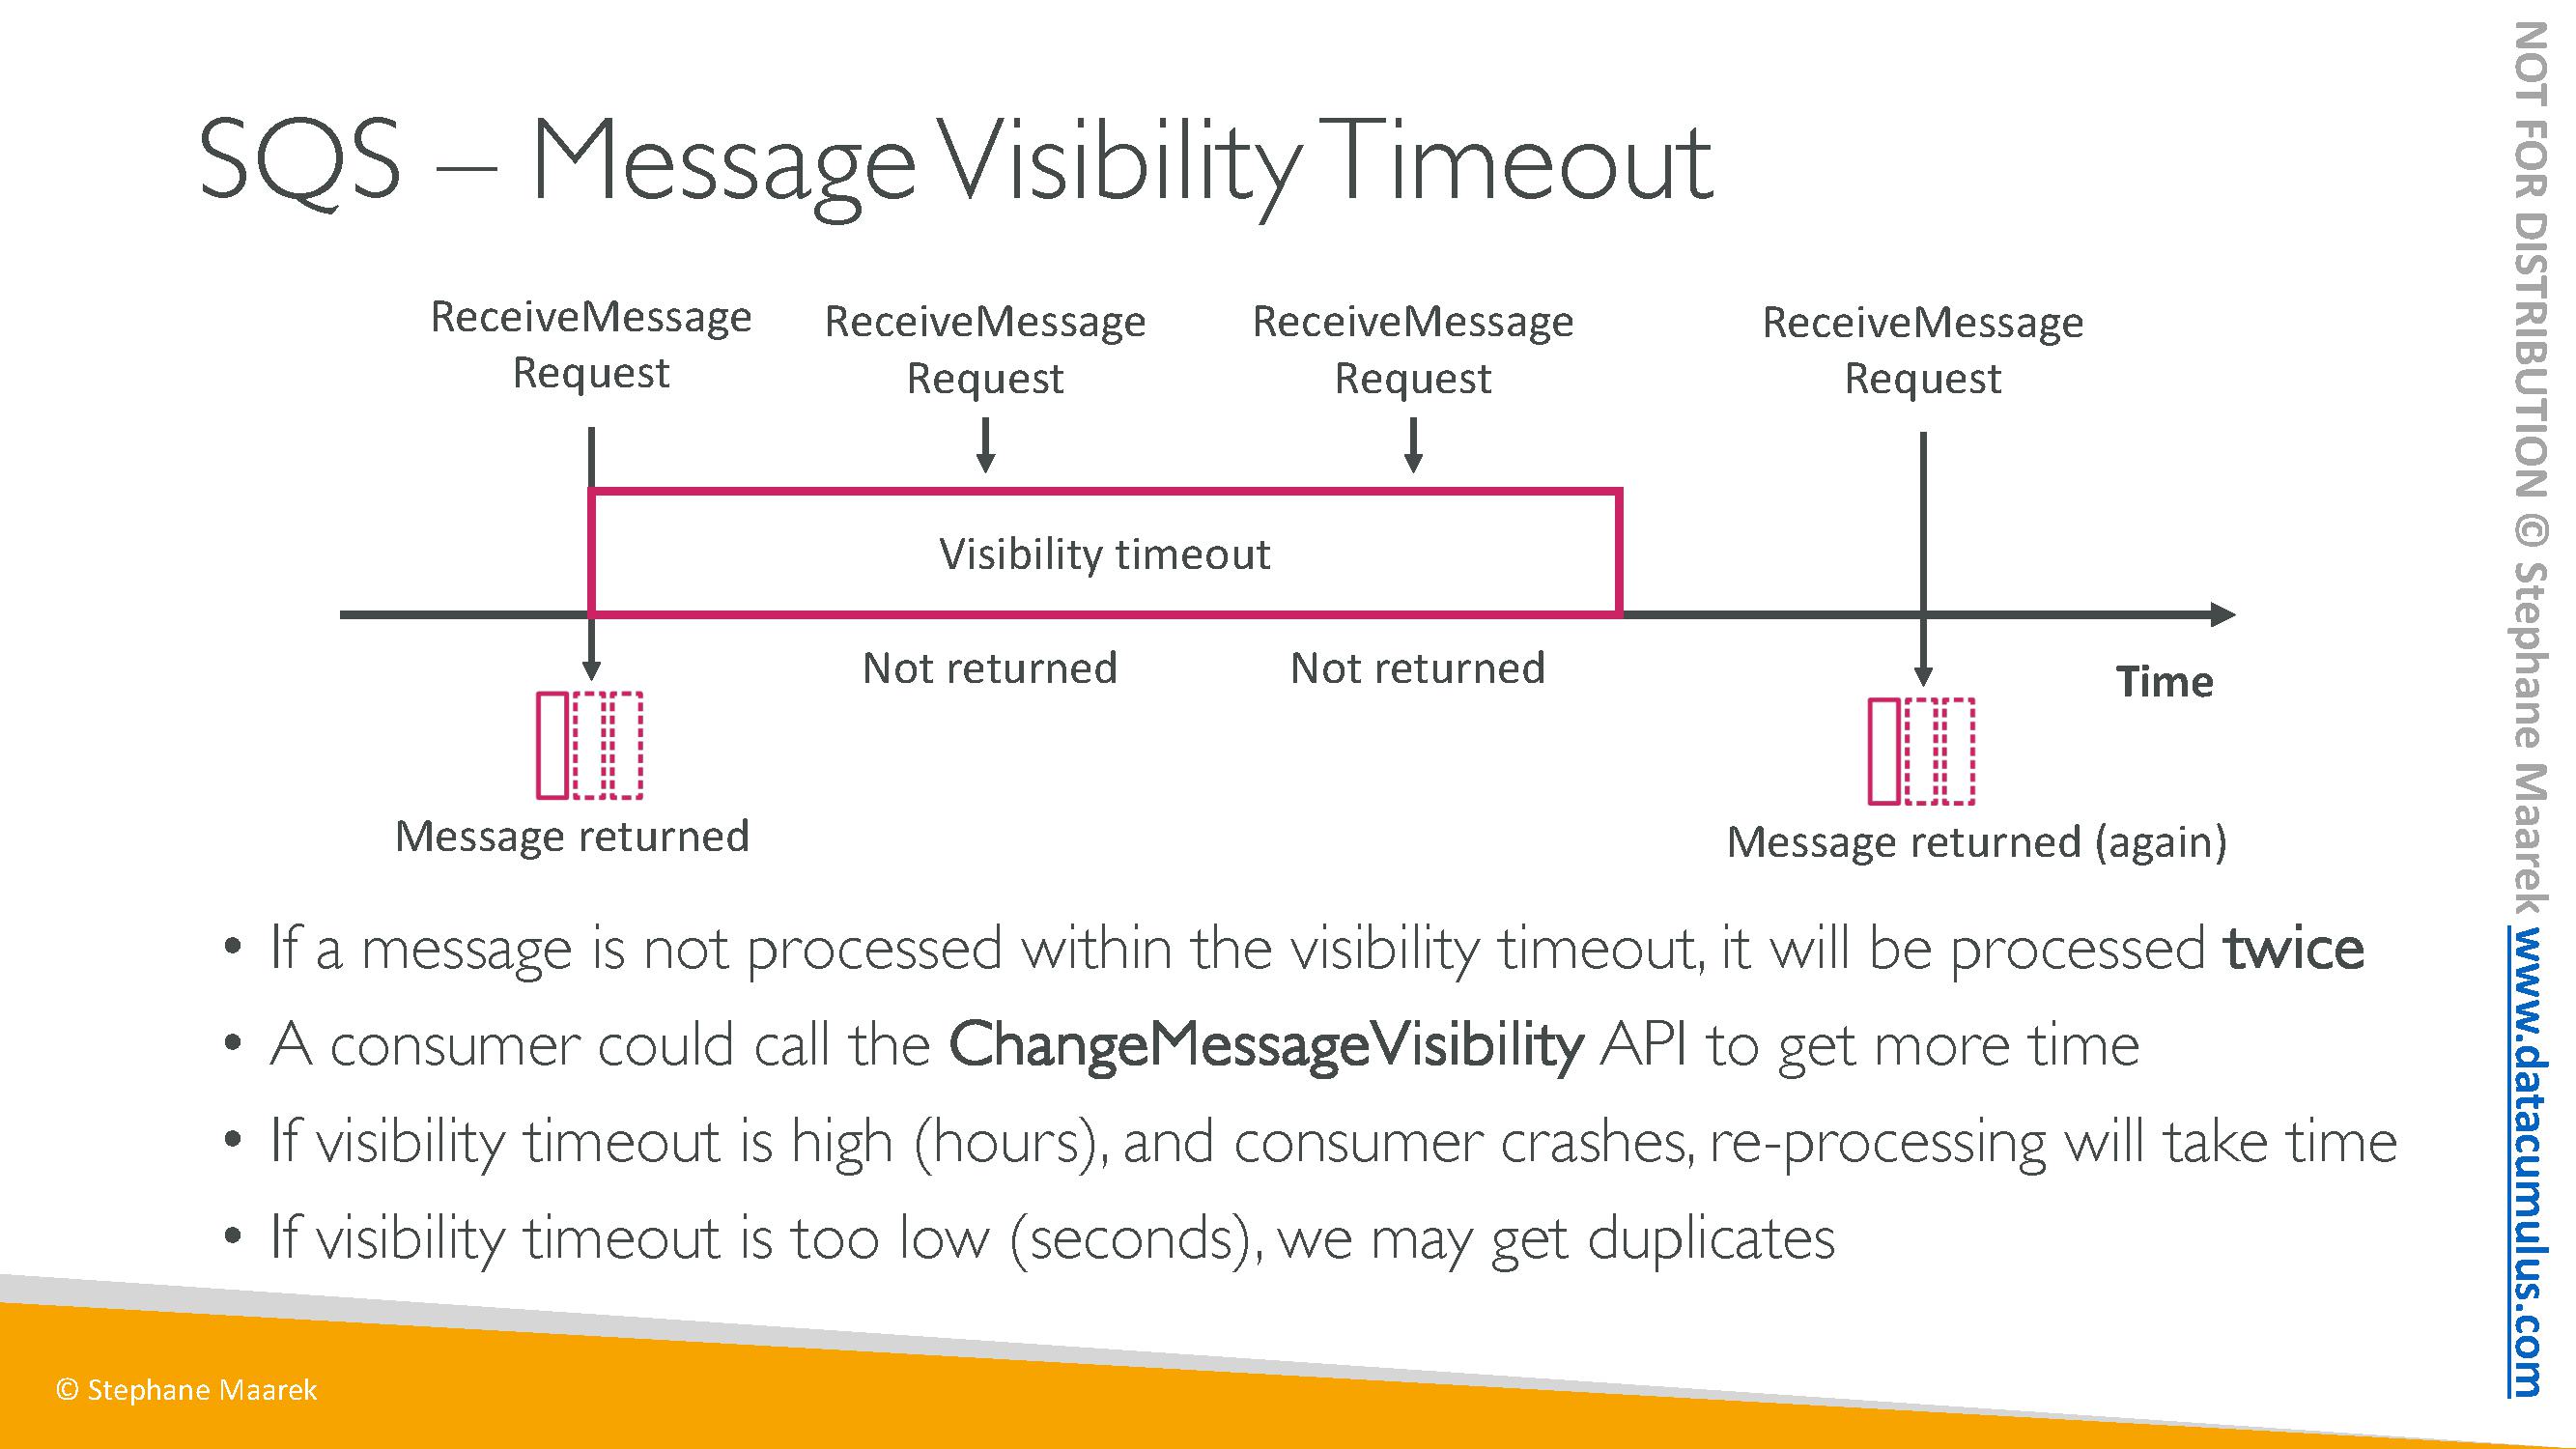 SQS – Message Visibility Timeout
ReceiveMessage
Request
ReceiveMessage
Request
ReceiveMessage
Request
ReceiveMessage
Request
Visibility timeout
Not returned
Not returned
Time
Message returned
Message returned (again)
• If a message is not processed within the visibility timeout, it will be processed twice
• A consumer could call the ChangeMessageVisibility API to get more time
• If visibility timeout is high (hours), and consumer crashes, re-processing will take time
• If visibility timeout is too low (seconds), we may get duplicates
© Stephane Maarek
NOT FOR DISTRIBUTION © Stephane Maarek www.datacumulus.com